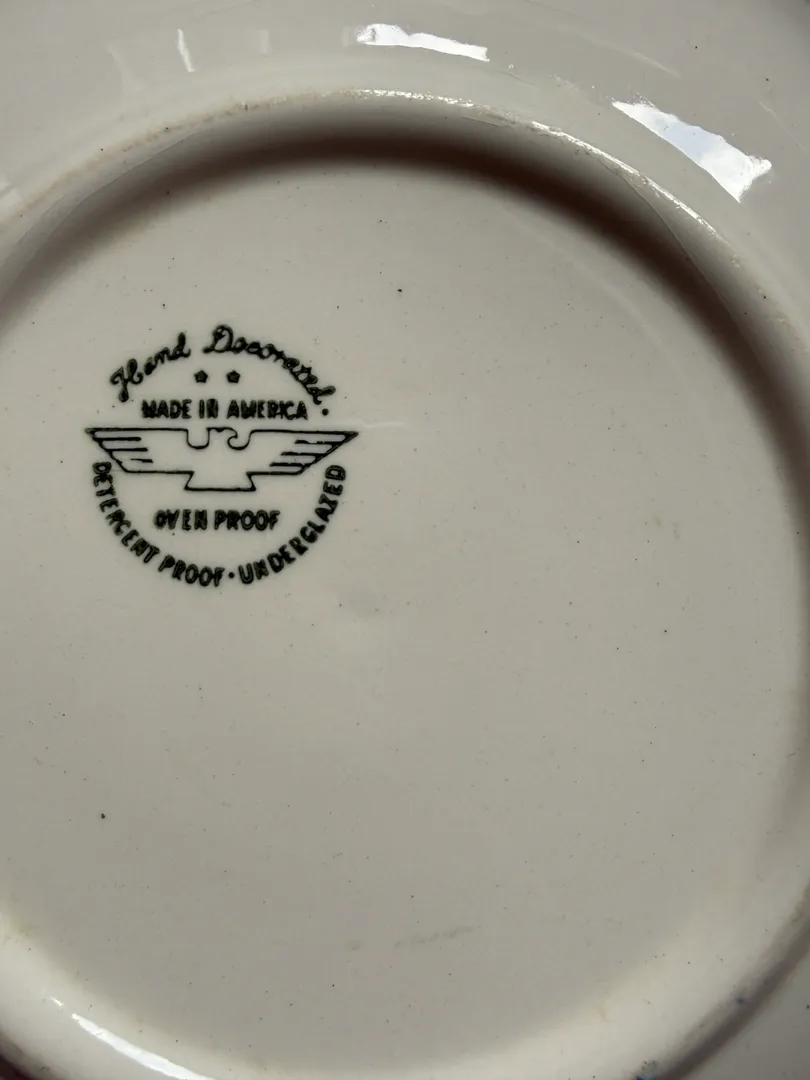 Hand Decorated
MADE IN AMERICA
OVEN PROOF
DETERGENT PROOF · UNDERGLAZED